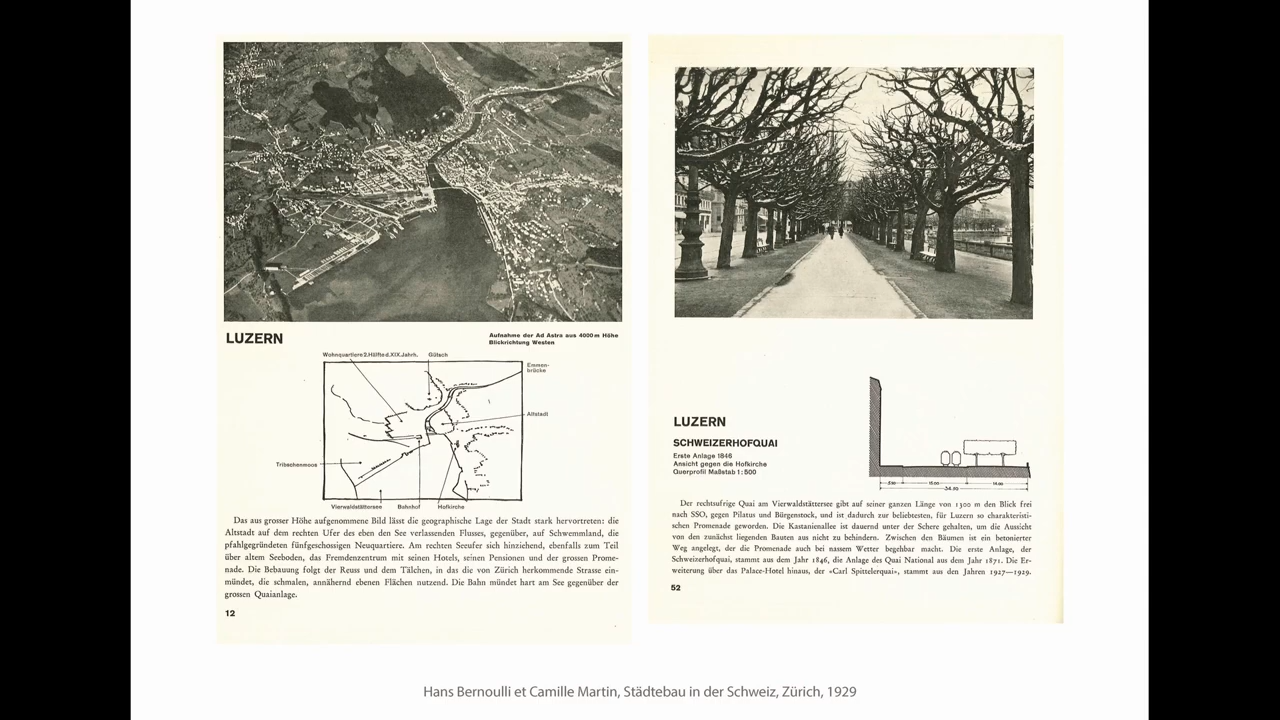 LUZERN
Aufnahme der Ad Astra aus 4000 m Höhe
Blickrichtung Westen
Wohnquartiere 2. Hälfte d. XIX. Jahrh.
Gütsch
Emmen-
brücke
Altstadt
Tribschenmoos
Vierwaldstättersee
Bahnhof
Hofkirche
Das aus grosser Höhe aufgenommene Bild lässt die geographische Lage der Stadt stark hervortreten: die
Altstadt auf dem rechten Ufer des eben den See verlassenden Flusses, gegenüber, auf Schwemmland, die
pfahlgegründeten fünfgeschossigen Neuquartiere. Am rechten Seeufer sich hinziehend, ebenfalls zum Teil
über altem Seeboden, das Fremdenzentrum mit seinen Hotels, seinen Pensionen und der grossen Prome-
nade. Die Bebauung folgt der Reuss und dem Tälchen, in das die von Zürich herkommende Strasse ein-
mündet, die schmalen, annähernd ebenen Flächen nutzend. Die Bahn mündet hart am See gegenüber der
grossen Quaianlage.
12
LUZERN
SCHWEIZERHOFQUAI
Erste Anlage 1846
Ansicht gegen die Hofkirche
Querprofil Maßstab 1:500
15.00
14.00
34.70
Der rechtsufrige Quai am Vierwaldstättersee gibt auf seiner ganzen Länge von 1300 m den Blick frei
nach SSO, gegen Pilatus und Bürgenstock, und ist dadurch zur beliebtesten, für Luzern so charakteristi-
schen Promenade geworden. Die Kastanienallee ist dauernd unter der Schere gehalten, um die Aussicht
von den zunächst liegenden Bauten aus nicht zu behindern. Zwischen den Bäumen ist ein betonierter
Weg angelegt, der die Promenade auch bei nassem Wetter begehbar macht. Die erste Anlage, der
Schweizerhofquai, stammt aus dem Jahr 1846, die Anlage des Quai National aus dem Jahr 1871. Die Er-
weiterung über das Palace-Hotel hinaus, der «Carl Spittelerquai», stammt aus den Jahren 1927—1929.
52
Hans Bernoulli et Camille Martin, Städtebau in der Schweiz, Zürich, 1929